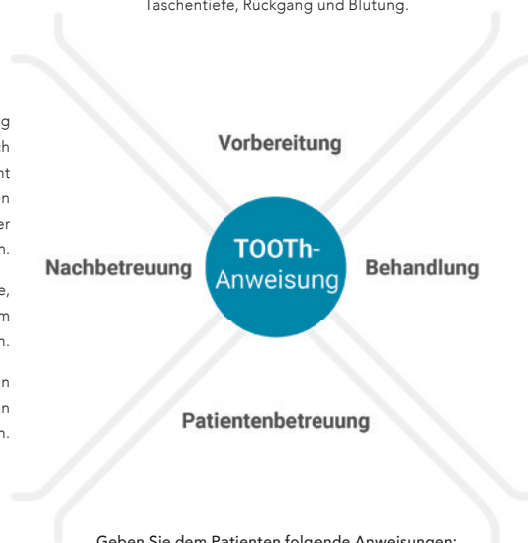 Taschentiefe, Rückgang und Blutung.
Vorbereitung
TOOTh-
Anweisung
Nachbetreuung
Behandlung
Patientenbetreuung
Geben Sie dem Patienten folgende Anweisungen: